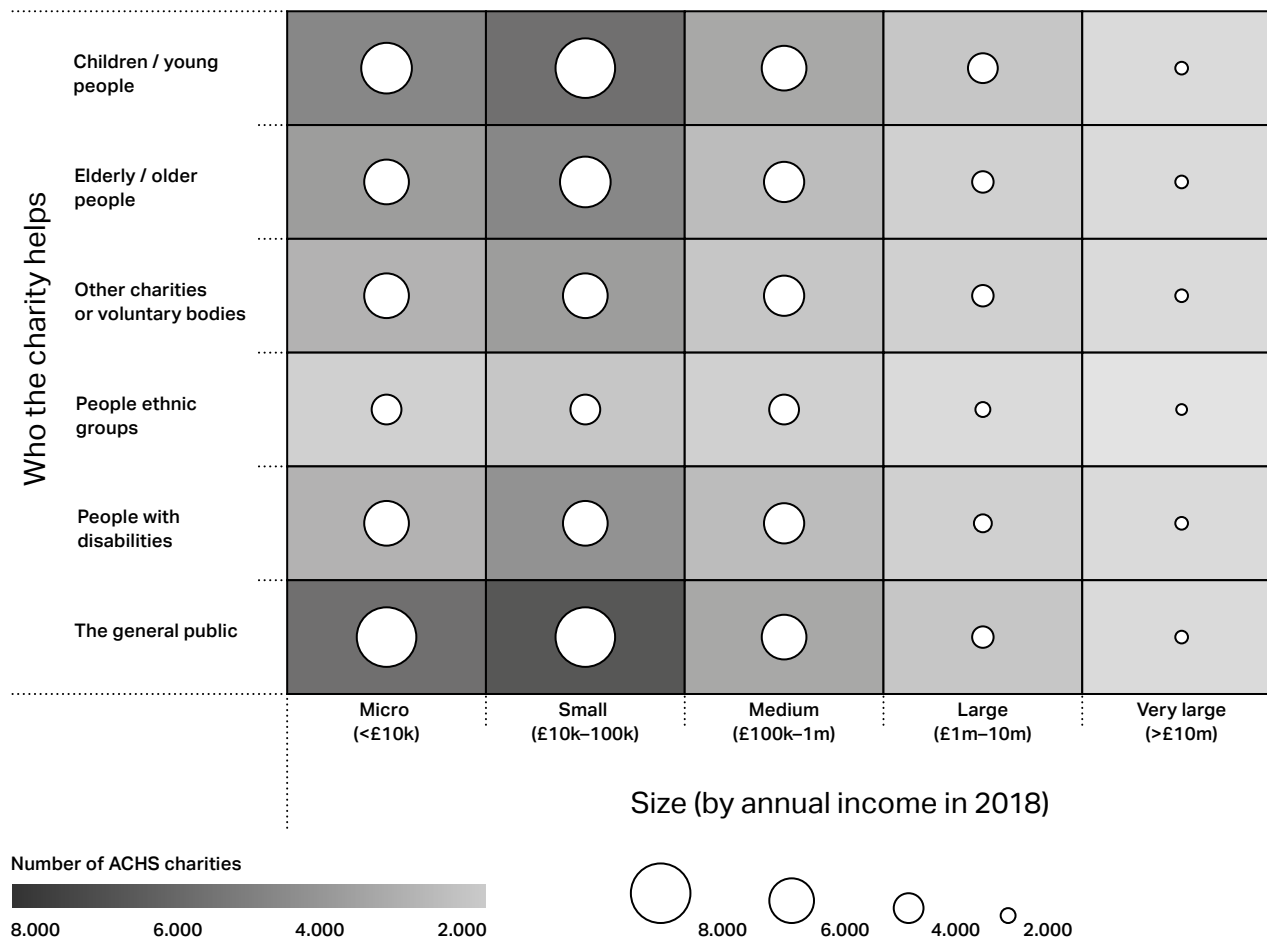 Who the charity helps
Children / young
people
Elderly / older
people
Other charities
or voluntary bodies
People ethnic
groups
People with
disabilities
The general public
Micro
(<£10k)
Small
(£10k–100k)
Medium
(£100k–1m)
Large
(£1m–10m)
Very large
(>£10m)
Size (by annual income in 2018)
Number of ACHS charities
8.000 6.000 4.000 2.000
8.000 6.000 4.000 2.000